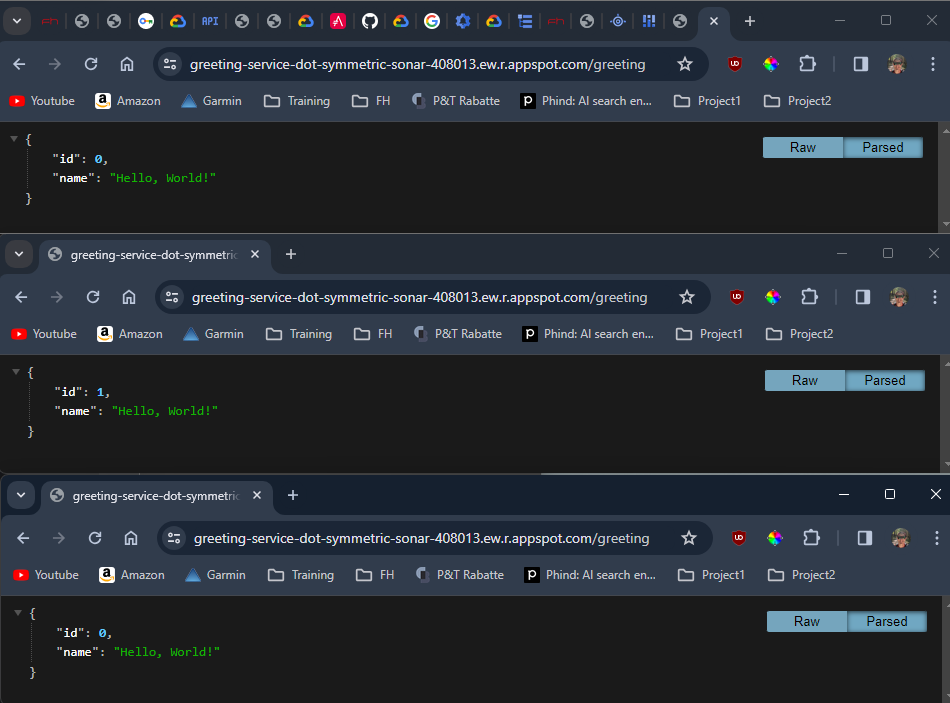 API
greeting-service-dot-symmetric-sonar-408013.ew.r.appspot.com/greeting
Youtube Amazon Garmin Training FH P&T Rabatte Phind: AI search en... Project1 Project2
{
"id": 0,
"name": "Hello, World!"
}
Raw Parsed
greeting-service-dot-symmetric
greeting-service-dot-symmetric-sonar-408013.ew.r.appspot.com/greeting
Youtube Amazon Garmin Training FH P&T Rabatte Phind: AI search en... Project1 Project2
{
"id": 1,
"name": "Hello, World!"
}
Raw Parsed
greeting-service-dot-symmetric
greeting-service-dot-symmetric-sonar-408013.ew.r.appspot.com/greeting
Youtube Amazon Garmin Training FH P&T Rabatte Phind: AI search en... Project1 Project2
{
"id": 0,
"name": "Hello, World!"
}
Raw Parsed